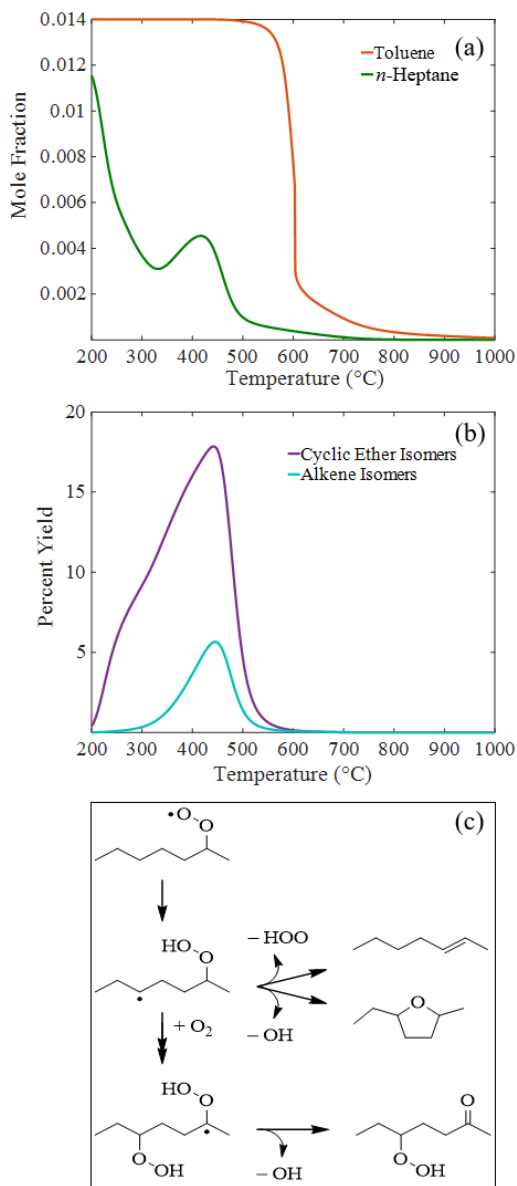 (a)
Toluene
n-Heptane
Mole Fraction
0.014
0.012
0.01
0.008
0.006
0.004
0.002
200 300 400 500 600 700 800 900 1000
Temperature (°C)
(b)
Cyclic Ether Isomers
Alkene Isomers
Percent Yield
20
15
10
5
200 300 400 500 600 700 800 900 1000
Temperature (°C)
(c)
•O
O
HO
O
− HOO
O
− OH
+ O₂
HO
O
O
OH
− OH
O
O
OH